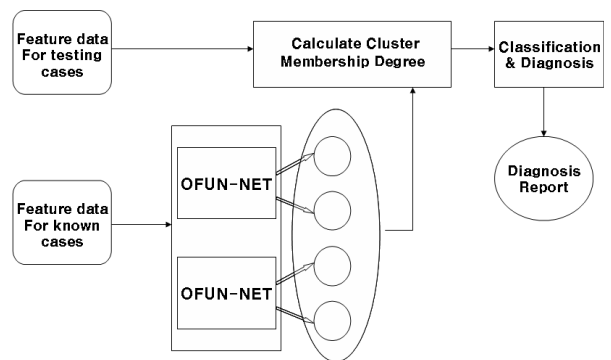 Feature data
For testing
cases
Calculate Cluster
Membership Degree
Classification
& Diagnosis
Diagnosis
Report
Feature data
For known
cases
OFUN-NET
OFUN-NET